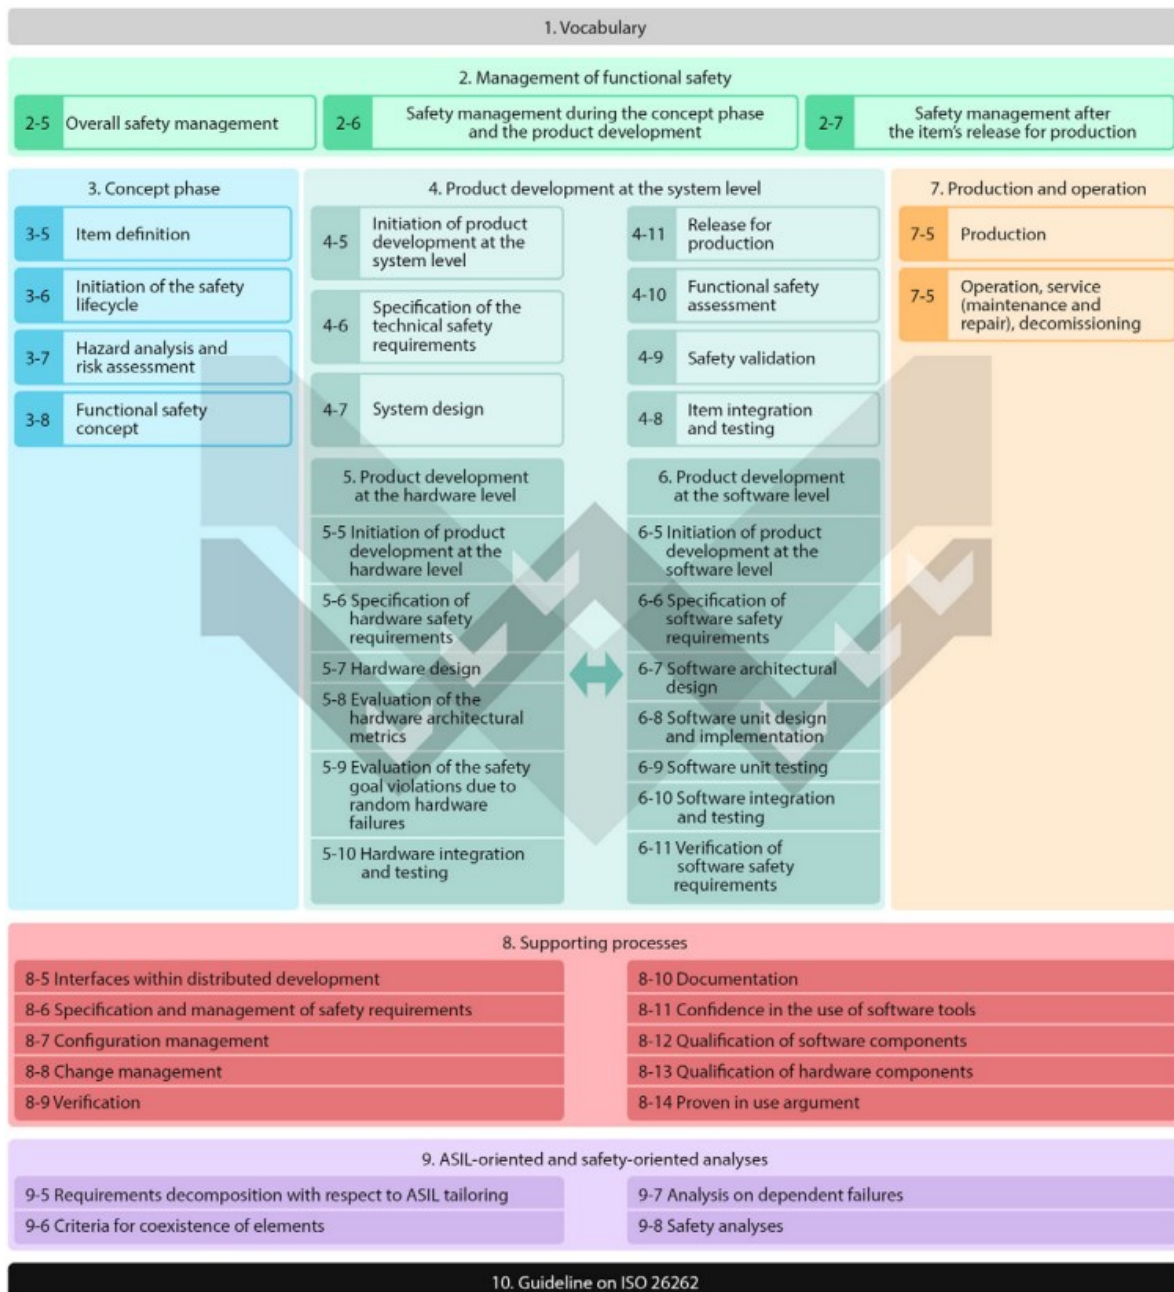 1. Vocabulary
2. Management of functional safety
2-5 Overall safety management
2-6 Safety management during the concept phase
and the product development
2-7 Safety management after
the item's release for production
3. Concept phase
3-5 Item definition
3-6 Initiation of the safety
lifecycle
3-7 Hazard analysis and
risk assessment
3-8 Functional safety
concept
4. Product development at the system level
4-5 Initiation of product
development at the
system level
4-6 Specification of the
technical safety
requirements
4-7 System design
4-11 Release for
production
4-10 Functional safety
assessment
4-9 Safety validation
4-8 Item integration
and testing
5. Product development
at the hardware level
5-5 Initiation of product
development at the
hardware level
5-6 Specification of
hardware safety
requirements
5-7 Hardware design
5-8 Evaluation of the
hardware architectural
metrics
5-9 Evaluation of the safety
goal violations due to
random hardware
failures
5-10 Hardware integration
and testing
6. Product development
at the software level
6-5 Initiation of product
development at the
software level
6-6 Specification of
software safety
requirements
6-7 Software architectural
design
6-8 Software unit design
and implementation
6-9 Software unit testing
6-10 Software integration
and testing
6-11 Verification of
software safety
requirements
7. Production and operation
7-5 Production
7-5 Operation, service
(maintenance and
repair), decomissioning
8. Supporting processes
8-5 Interfaces within distributed development
8-6 Specification and management of safety requirements
8-7 Configuration management
8-8 Change management
8-9 Verification
8-10 Documentation
8-11 Confidence in the use of software tools
8-12 Qualification of software components
8-13 Qualification of hardware components
8-14 Proven in use argument
9. ASIL-oriented and safety-oriented analyses
9-5 Requirements decomposition with respect to ASIL tailoring
9-6 Criteria for coexistence of elements
9-7 Analysis on dependent failures
9-8 Safety analyses
10. Guideline on ISO 26262